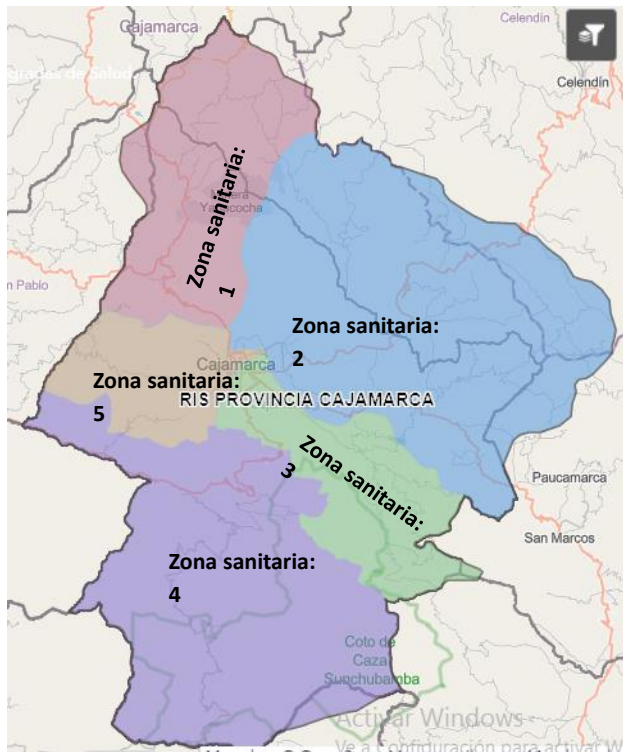 Cajamarca
Celendín
gradas de Salud
Celendín
Zona sanitaria:
1
Yanacocha
n Pablo
Zona sanitaria:
2
Cajamarca
Zona sanitaria:
5
RIS PROVINCIA CAJAMARCA
Zona sanitaria:
3
Paucamarca
San Marcos
Zona sanitaria:
4
Coto de
Caza
Sunchubamba
Activar Windows
Ve a Configuración para activar W